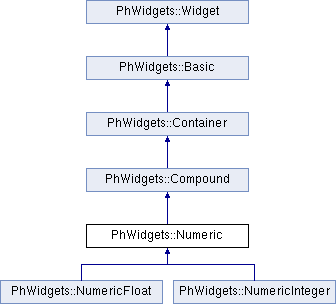 PhWidgets::Widget
PhWidgets::Basic
PhWidgets::Container
PhWidgets::Compound
PhWidgets::Numeric
PhWidgets::NumericFloat
PhWidgets::NumericInteger